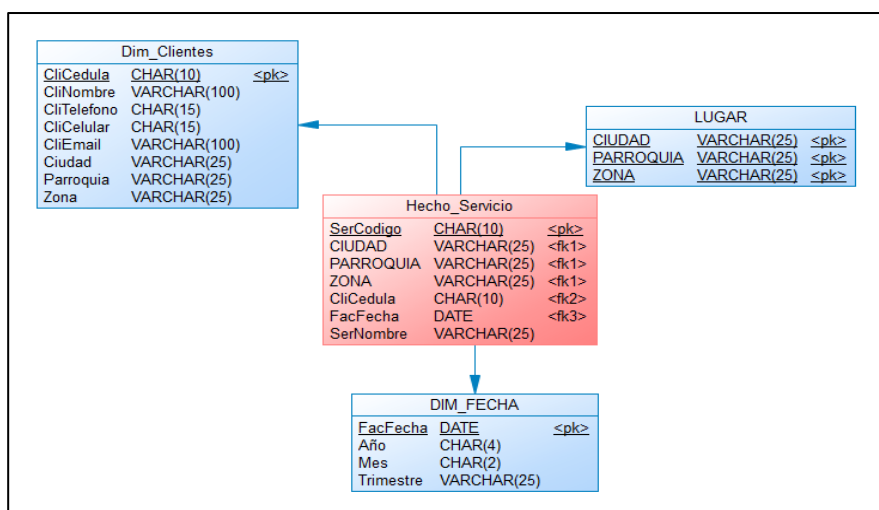 Dim_Clientes
CliCedula CHAR(10) <pk>
CliNombre VARCHAR(100)
CliTelefono CHAR(15)
CliCelular CHAR(15)
CliEmail VARCHAR(100)
Ciudad VARCHAR(25)
Parroquia VARCHAR(25)
Zona VARCHAR(25)
LUGAR
CIUDAD VARCHAR(25) <pk>
PARROQUIA VARCHAR(25) <pk>
ZONA VARCHAR(25) <pk>
Hecho_Servicio
SerCodigo CHAR(10) <pk>
CIUDAD VARCHAR(25) <fk1>
PARROQUIA VARCHAR(25) <fk1>
ZONA VARCHAR(25) <fk1>
CliCedula CHAR(10) <fk2>
FacFecha DATE <fk3>
SerNombre VARCHAR(25)
DIM_FECHA
FacFecha DATE <pk>
Año CHAR(4)
Mes CHAR(2)
Trimestre VARCHAR(25)